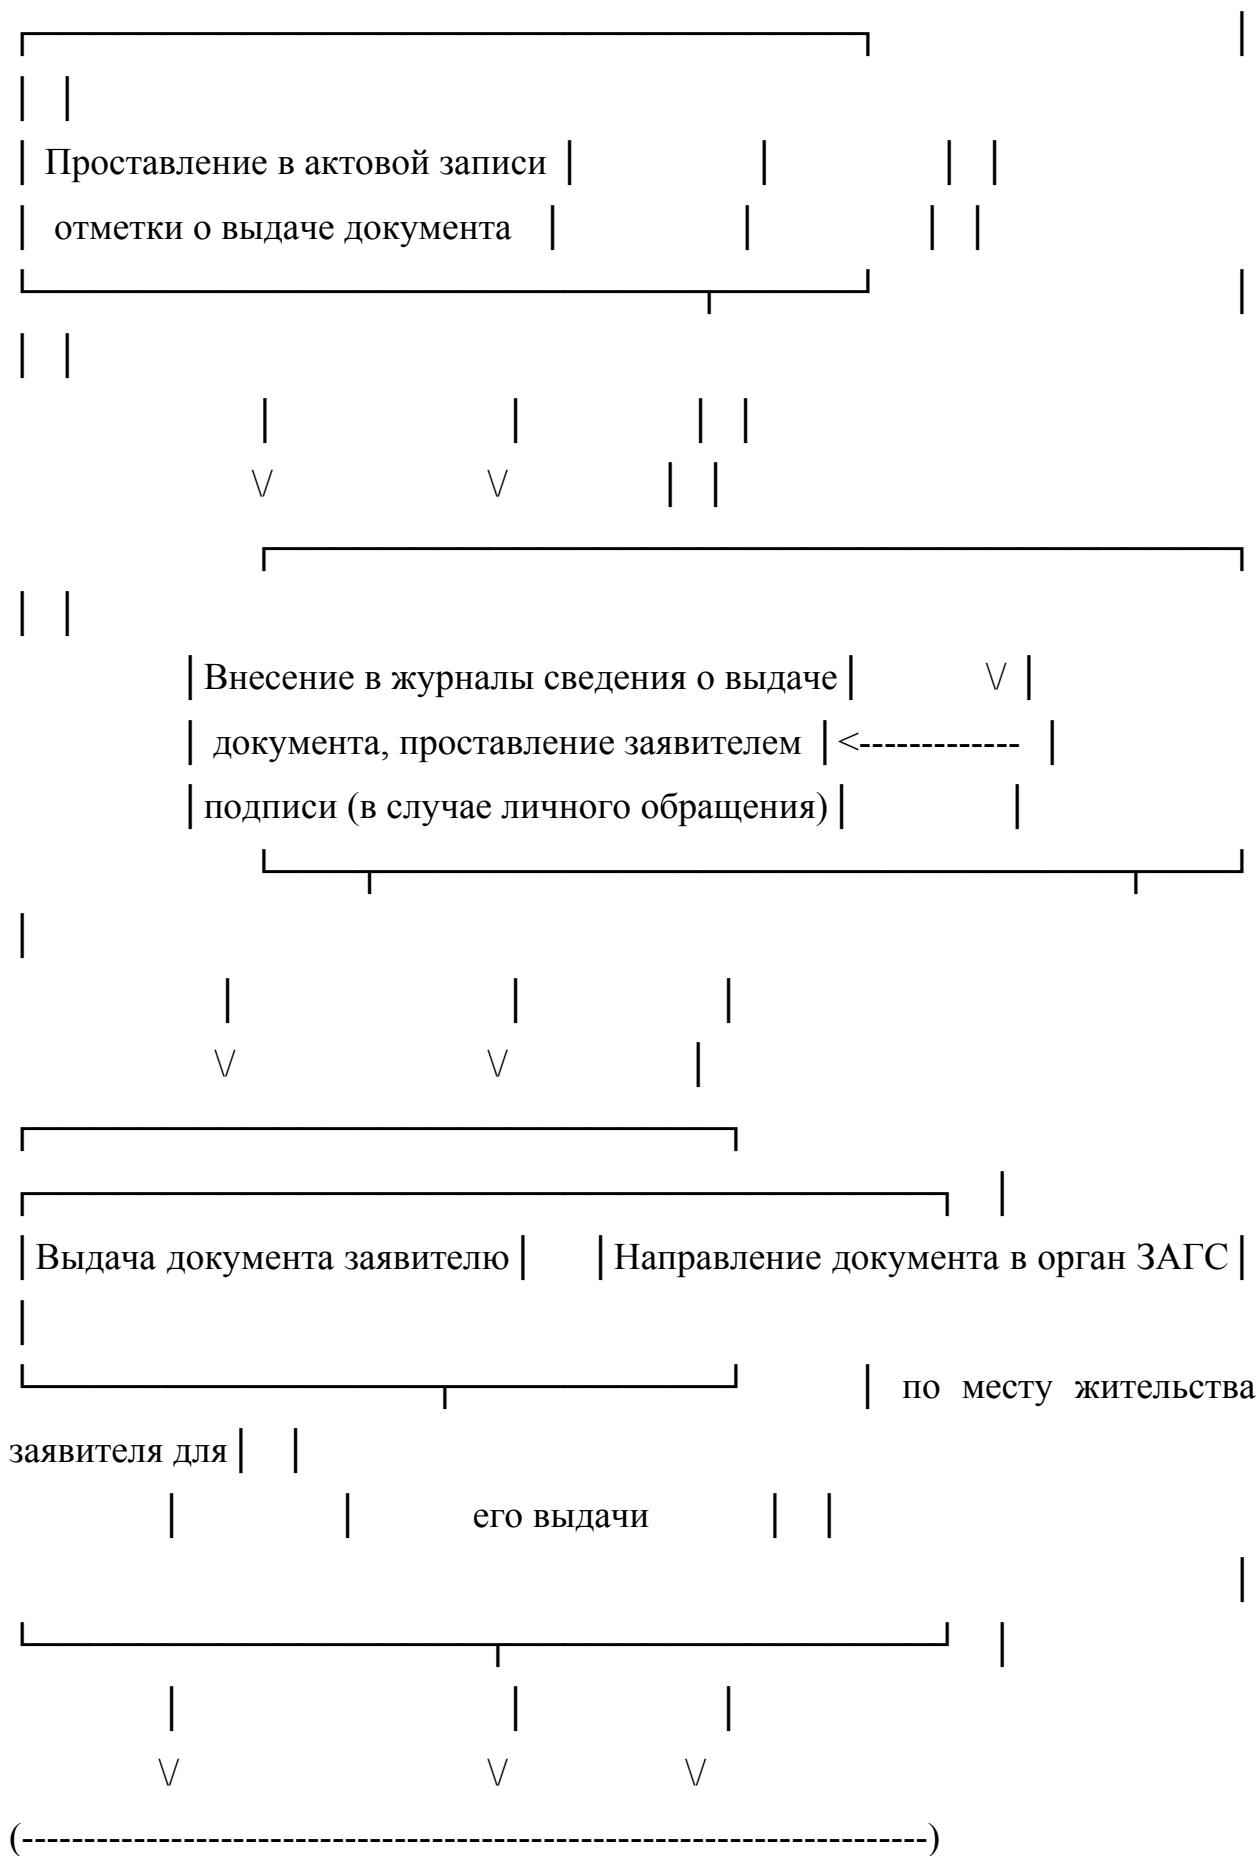 Проставление в актовой записи
отметки о выдаче документа
\/ \/
Внесение в журналы сведения о выдаче \/
документа, проставление заявителем <-------------
подписи (в случае личного обращения)
\/ \/
Выдача документа заявителю Направление документа в орган ЗАГС
по месту жительства
заявителя для
его выдачи
\/ \/ \/
(-------------------------------------------------------------------------)